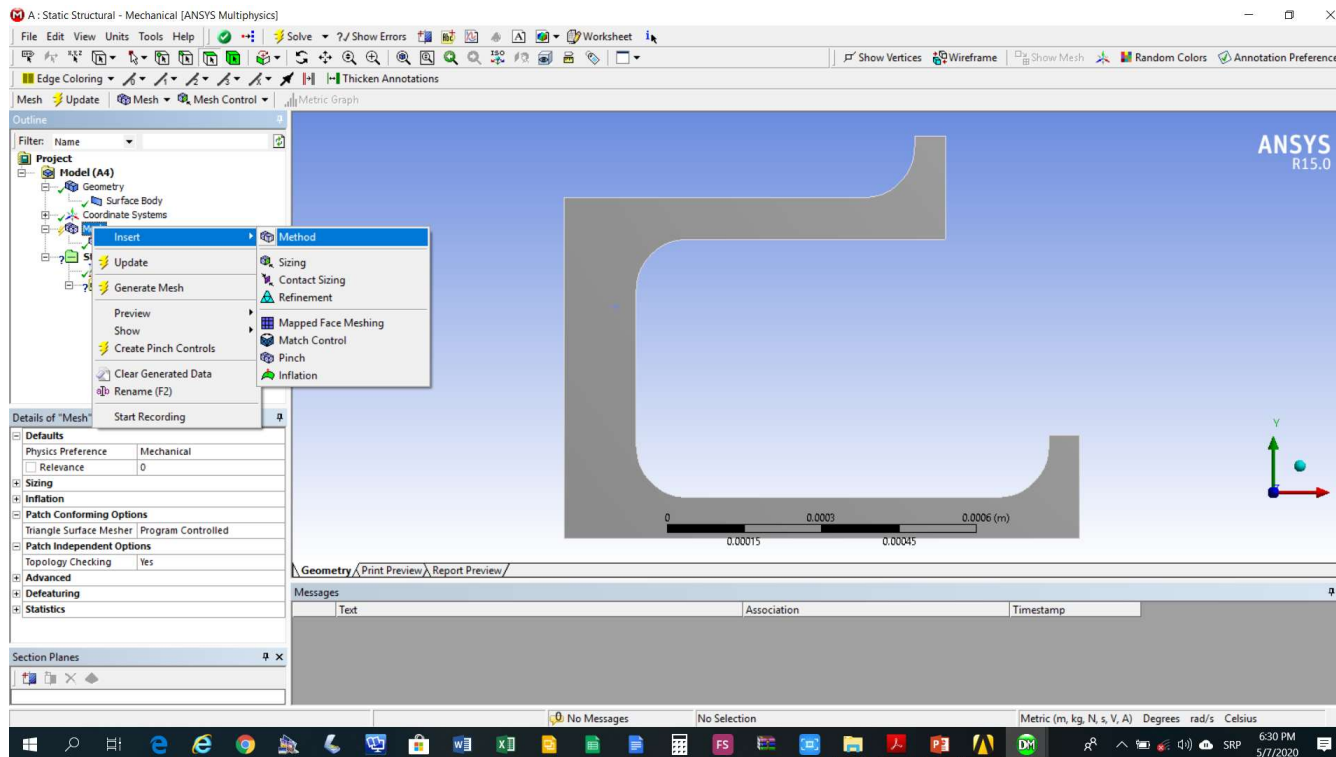 A : Static Structural - Mechanical [ANSYS Multiphysics]
File Edit View Units Tools Help Solve ?./ Show Errors A Worksheet
Show Vertices Wireframe Show Mesh Random Colors Annotation Preference
Edge Coloring Thicken Annotations
Mesh Update Mesh Mesh Control Metric Graph
Outline
Filter: Name
Project
Model (A4)
Geometry
Surface Body
Coordinate Systems
Insert
Update
Generate Mesh
Preview
Show
Create Pinch Controls
Clear Generated Data
Rename (F2)
Start Recording
Method
Sizing
Contact Sizing
Refinement
Mapped Face Meshing
Match Control
Pinch
Inflation
ANSYS
R15.0
Y
0 0.0003 0.0006 (m)
0.00015 0.00045
Details of "Mesh"
Defaults
Physics Preference Mechanical
Relevance 0
Sizing
Inflation
Patch Conforming Options
Triangle Surface Mesher Program Controlled
Patch Independent Options
Topology Checking Yes
Advanced
Defeaturing
Statistics
Geometry Print Preview Report Preview
Messages
Text Association Timestamp
Section Planes
0 No Messages No Selection Metric (m, kg, N, s, V, A) Degrees rad/s Celsius
FS DM SRP 6:30 PM
5/7/2020